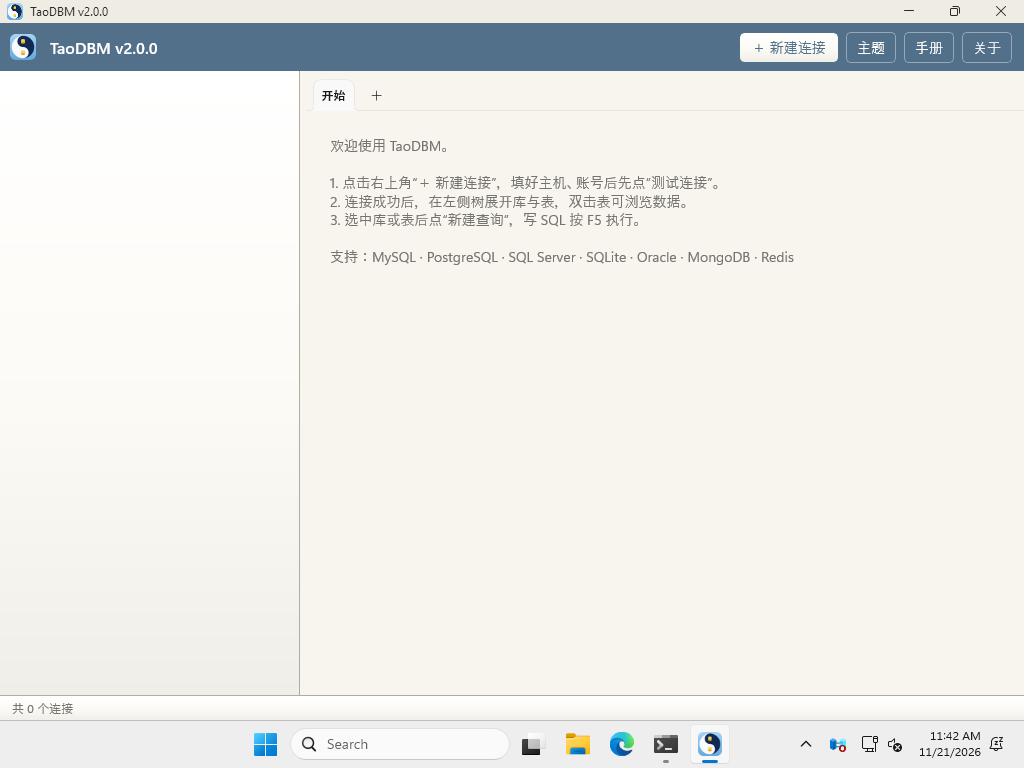 TaoDBM v2.0.0
TaoDBM v2.0.0
+ 新建连接
主题
手册
关于
开始
+
欢迎使用 TaoDBM。
1. 点击右上角“＋ 新建连接”，填好主机、账号后先点“测试连接”。
2. 连接成功后，在左侧树展开库与表，双击表可浏览数据。
3. 选中库或表后点“新建查询”，写 SQL 按 F5 执行。
支持：MySQL · PostgreSQL · SQL Server · SQLite · Oracle · MongoDB · Redis
共 0 个连接
Search
11:42 AM
11/21/2026